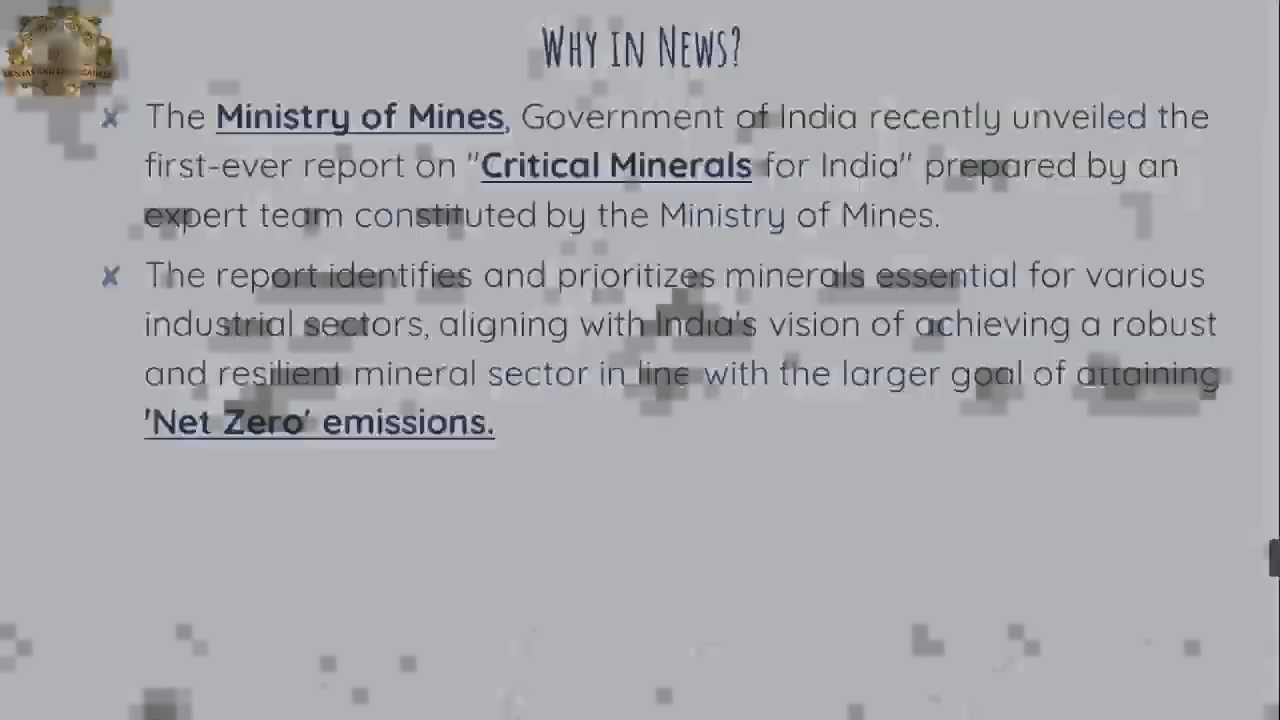 WHY IN NEWS?
The Ministry of Mines, Government of India recently unveiled the
first-ever report on "Critical Minerals for India" prepared by an
expert team constituted by the Ministry of Mines.
The report identifies and prioritizes minerals essential for various
industrial sectors, aligning with India's vision of achieving a robust
and resilient mineral sector in line with the larger goal of attaining
'Net Zero' emissions.